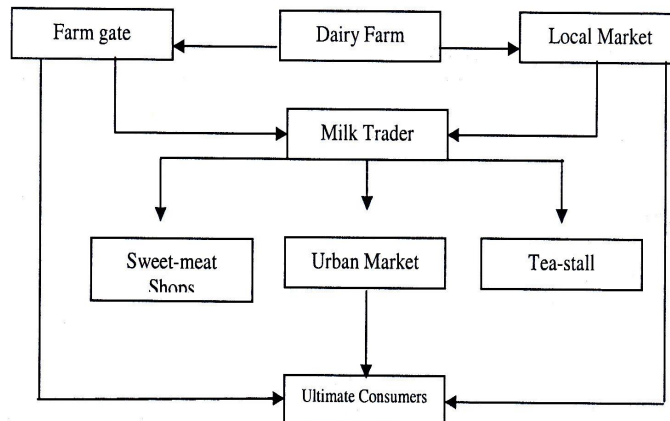 Farm gate
Dairy Farm
Local Market
Milk Trader
Sweet-meat
Shops
Urban Market
Tea-stall
Ultimate Consumers